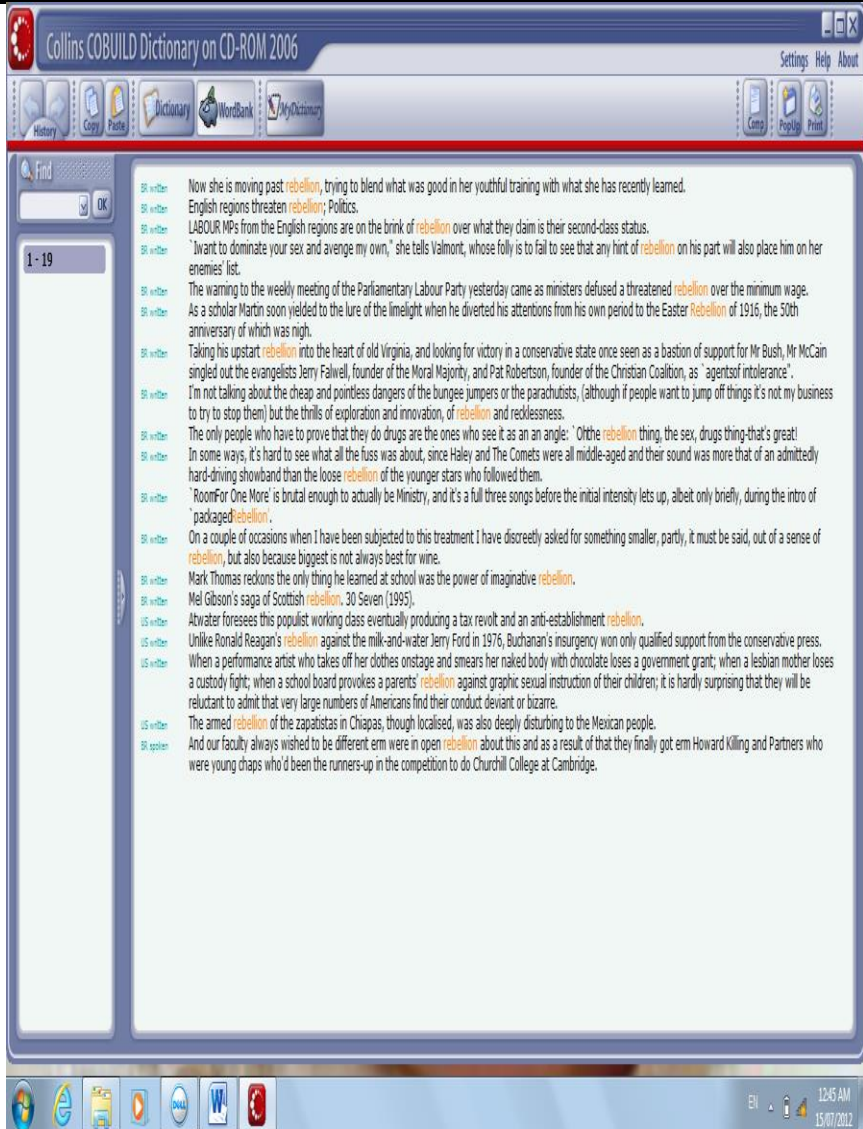 Collins COBUILD Dictionary on CD-ROM 2006
Settings Help About
History Copy Paste Dictionary WordBank MyDictionary Comp PopUp Print
Find
OK
1 - 19
BR written Now she is moving past rebellion, trying to blend what was good in her youthful training with what she has recently learned.
BR written English regions threaten rebellion; Politics.
BR written LABOUR MPs from the English regions are on the brink of rebellion over what they claim is their second-class status.
BR written `Iwant to dominate your sex and avenge my own," she tells Valmont, whose folly is to fail to see that any hint of rebellion on his part will also place him on her
enemies' list.
BR written The warning to the weekly meeting of the Parliamentary Labour Party yesterday came as ministers defused a threatened rebellion over the minimum wage.
BR written As a scholar Martin soon yielded to the lure of the limelight when he diverted his attentions from his own period to the Easter Rebellion of 1916, the 50th
anniversary of which was nigh.
BR written Taking his upstart rebellion into the heart of old Virginia, and looking for victory in a conservative state once seen as a bastion of support for Mr Bush, Mr McCain
singled out the evangelists Jerry Falwell, founder of the Moral Majority, and Pat Robertson, founder of the Christian Coalition, as `agentsof intolerance".
BR written I'm not talking about the cheap and pointless dangers of the bungee jumpers or the parachutists, (although if people want to jump off things it's not my business
to try to stop them) but the thrills of exploration and innovation, of rebellion and recklessness.
BR written The only people who have to prove that they do drugs are the ones who see it as an an angle: `Ohthe rebellion thing, the sex, drugs thing-that's great!
BR written In some ways, it's hard to see what all the fuss was about, since Haley and The Comets were all middle-aged and their sound was more that of an admittedly
hard-driving showband than the loose rebellion of the younger stars who followed them.
BR written `RoomFor One More' is brutal enough to actually be Ministry, and it's a full three songs before the initial intensity lets up, albeit only briefly, during the intro of
`packagedRebellion'.
BR written On a couple of occasions when I have been subjected to this treatment I have discreetly asked for something smaller, partly, it must be said, out of a sense of
rebellion, but also because biggest is not always best for wine.
BR written Mark Thomas reckons the only thing he learned at school was the power of imaginative rebellion.
BR written Mel Gibson's saga of Scottish rebellion. 30 Seven (1995).
US written Atwater foresees this populist working class eventually producing a tax revolt and an anti-establishment rebellion.
US written Unlike Ronald Reagan's rebellion against the milk-and-water Jerry Ford in 1976, Buchanan's insurgency won only qualified support from the conservative press.
US written When a performance artist who takes off her clothes onstage and smears her naked body with chocolate loses a government grant; when a lesbian mother loses
a custody fight; when a school board provokes a parents' rebellion against graphic sexual instruction of their children; it is hardly surprising that they will be
reluctant to admit that very large numbers of Americans find their conduct deviant or bizarre.
US written The armed rebellion of the zapatistas in Chiapas, though localised, was also deeply disturbing to the Mexican people.
BR spoken And our faculty always wished to be different erm were in open rebellion about this and as a result of that they finally got erm Howard Killing and Partners who
were young chaps who'd been the runners-up in the competition to do Churchill College at Cambridge.
DELL
W
EN
12:45 AM
15/07/2012